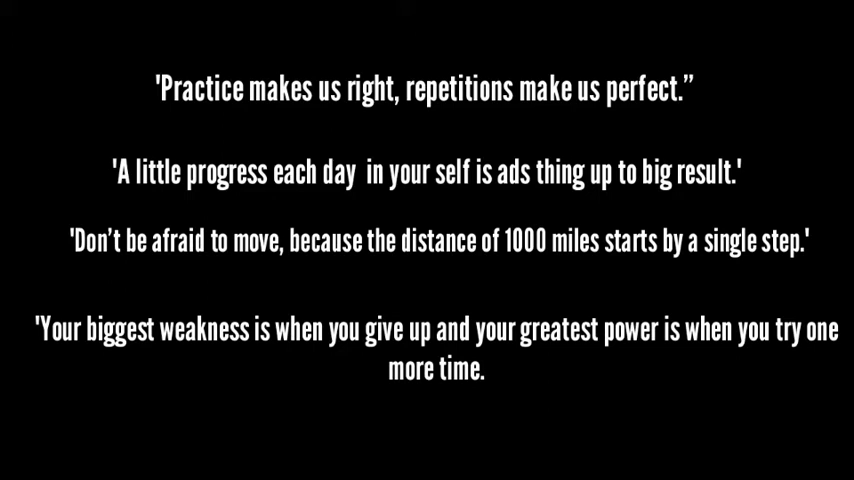 'Practice makes us right, repetitions make us perfect.”
'A little progress each day  in your self is ads thing up to big result.'
'Don’t be afraid to move, because the distance of 1000 miles starts by a single step.'
'Your biggest weakness is when you give up and your greatest power is when you try one
more time.